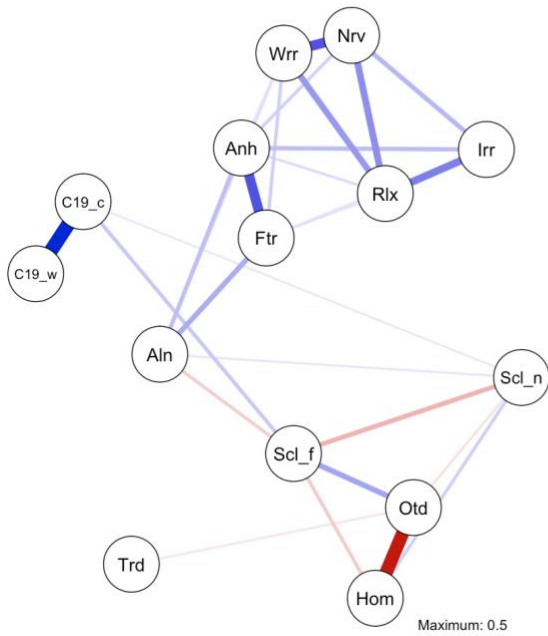 Nrv
Wrr
Anh
Irr
Rlx
C19_c
Ftr
C19_w
Aln
Scl_n
Scl_f
Otd
Trd
Hom
Maximum: 0.5